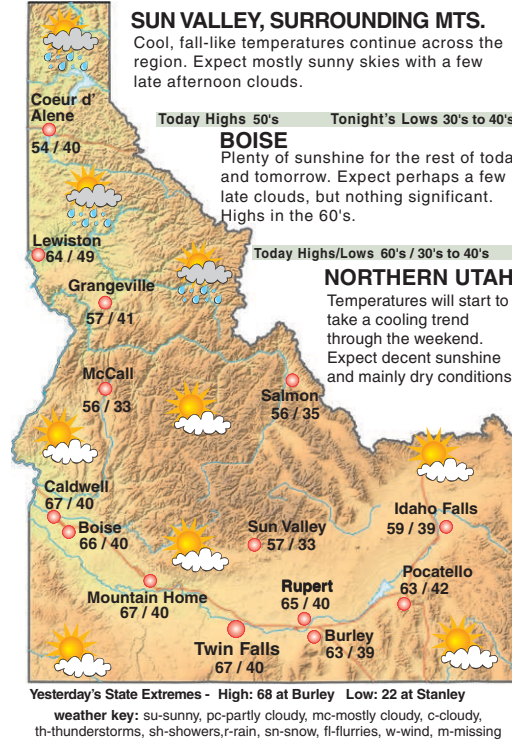 SUN VALLEY, SURROUNDING MTS.
Cool, fall-like temperatures continue across the
region. Expect mostly sunny skies with a few
late afternoon clouds.
Today Highs 50's Tonight's Lows 30's to 40's
BOISE
Plenty of sunshine for the rest of toda
and tomorrow. Expect perhaps a few
late clouds, but nothing significant.
Highs in the 60's.
Today Highs/Lows 60's / 30's to 40's
NORTHERN UTAH
Temperatures will start to
take a cooling trend
through the weekend.
Expect decent sunshine
and mainly dry conditions
Coeur d'
Alene
54 / 40
Lewiston
64 / 49
Grangeville
57 / 41
McCall
56 / 33
Salmon
56 / 35
Caldwell
67 / 40
Boise
66 / 40
Sun Valley
57 / 33
Idaho Falls
59 / 39
Mountain Home
67 / 40
Rupert
65 / 40
Pocatello
63 / 42
Twin Falls
67 / 40
Burley
63 / 39
Yesterday's State Extremes - High: 68 at Burley Low: 22 at Stanley
weather key: su-sunny, pc-partly cloudy, mc-mostly cloudy, c-cloudy,
th-thunderstorms, sh-showers,r-rain, sn-snow, fl-flurries, w-wind, m-missing